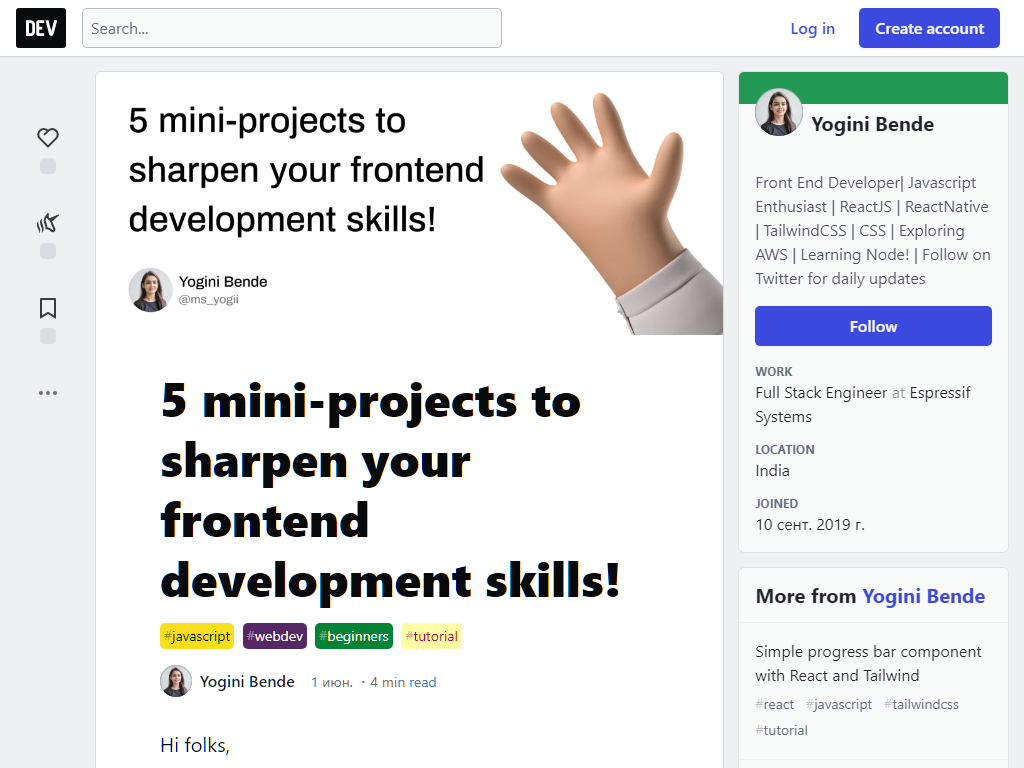 DEV
Search...
Log in
Create account
5 mini-projects to
sharpen your frontend
development skills!
Yogini Bende
@ms_yogii
5 mini-projects to
sharpen your
frontend
development skills!
#javascript #webdev #beginners #tutorial
Yogini Bende 1 июн. · 4 min read
Hi folks,
Yogini Bende
Front End Developer| Javascript
Enthusiast | ReactJS | ReactNative
| TailwindCSS | CSS | Exploring
AWS | Learning Node! | Follow on
Twitter for daily updates
Follow
WORK
Full Stack Engineer at Espressif
Systems
LOCATION
India
JOINED
10 сент. 2019 г.
More from Yogini Bende
Simple progress bar component
with React and Tailwind
#react #javascript #tailwindcss
#tutorial